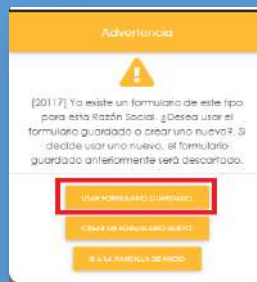 Advertencia
[20117] Ya existe un formulario de este tipo
para esta Razón Social. ¿Desea usar el
formulario guardado o crear uno nuevo?. Si
decide usar uno nuevo, el formulario
guardado anteriormente será descartado.
USAR FORMULARIO GUARDADO
CREAR UN FORMULARIO NUEVO
IR A LA PANTALLA DE INICIO